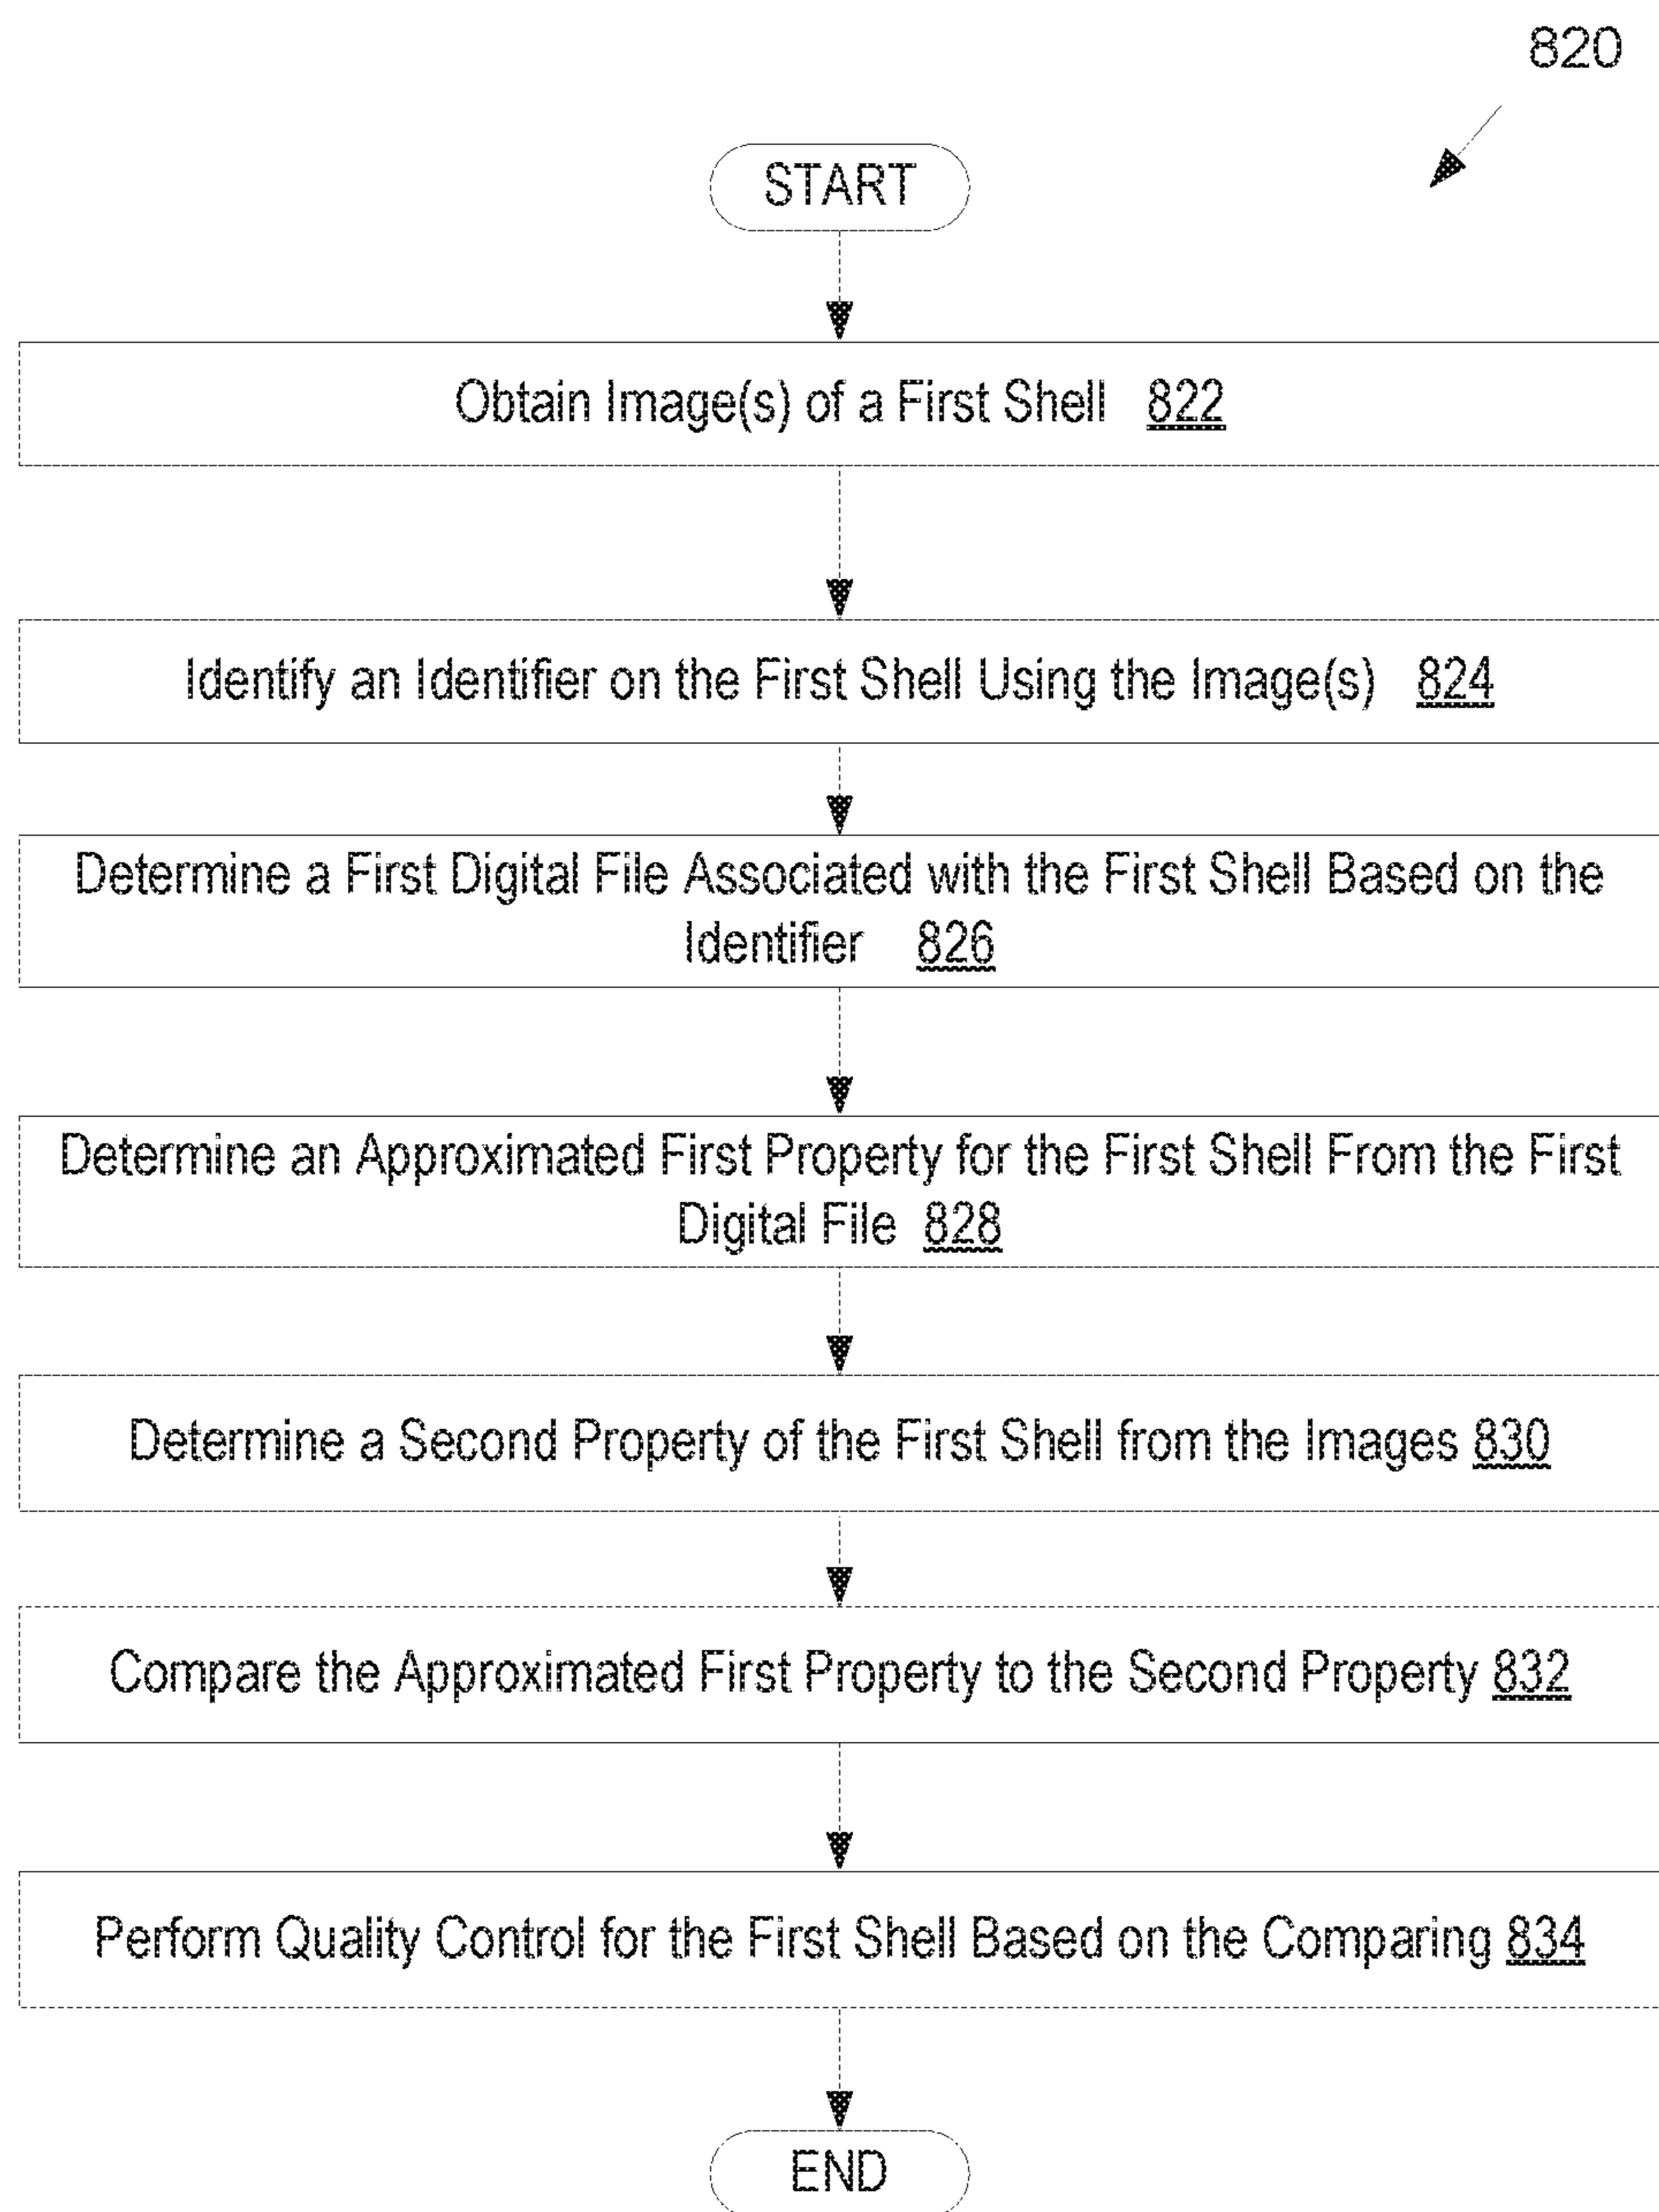 820
START
Obtain Image(s) of a First Shell 822
Identify an Identifier on the First Shell Using the Image(s) 824
Determine a First Digital File Associated with the First Shell Based on the
Identifier 826
Determine an Approximated First Property for the First Shell From the First
Digital File 828
Determine a Second Property of the First Shell from the Images 830
Compare the Approximated First Property to the Second Property 832
Perform Quality Control for the First Shell Based on the Comparing 834
END